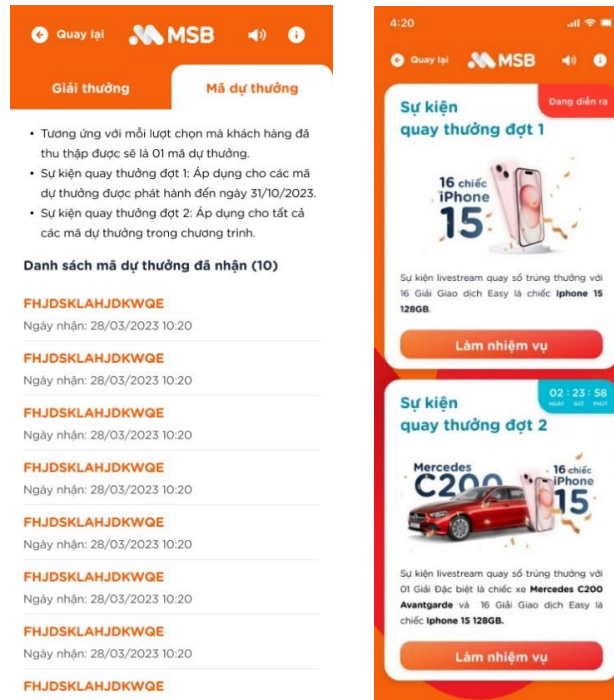 Quay lại
MSB
Giải thưởng
Mã dự thưởng
• Tương ứng với mỗi lượt chọn mà khách hàng đã
thu thập được sẽ là 01 mã dự thưởng.
• Sự kiện quay thưởng đợt 1: Áp dụng cho các mã
dự thưởng được phát hành đến ngày 31/10/2023.
• Sự kiện quay thưởng đợt 2: Áp dụng cho tất cả
các mã dự thưởng trong chương trình.
Danh sách mã dự thưởng đã nhận (10)
FHJDSKLAHJDKWQE
Ngày nhận: 28/03/2023 10:20
FHJDSKLAHJDKWQE
Ngày nhận: 28/03/2023 10:20
FHJDSKLAHJDKWQE
Ngày nhận: 28/03/2023 10:20
FHJDSKLAHJDKWQE
Ngày nhận: 28/03/2023 10:20
FHJDSKLAHJDKWQE
Ngày nhận: 28/03/2023 10:20
FHJDSKLAHJDKWQE
Ngày nhận: 28/03/2023 10:20
FHJDSKLAHJDKWQE
Ngày nhận: 28/03/2023 10:20
FHJDSKLAHJDKWQE
4:20
Quay lại
MSB
Đang diễn ra
Sự kiện
quay thưởng đợt 1
16 chiếc
iPhone
15
Sự kiện livestream quay số trúng thưởng với
16 Giải Giao dịch Easy là chiếc Iphone 15
128GB.
Làm nhiệm vụ
02 : 23 : 58
NGÀY GIỜ PHÚT
Sự kiện
quay thưởng đợt 2
Mercedes
C200
16 chiếc
iPhone
15
Sự kiện livestream quay số trúng thưởng với
01 Giải Đặc biệt là chiếc xe Mercedes C200
Avantgarde và 16 Giải Giao dịch Easy là
chiếc Iphone 15 128GB.
Làm nhiệm vụ